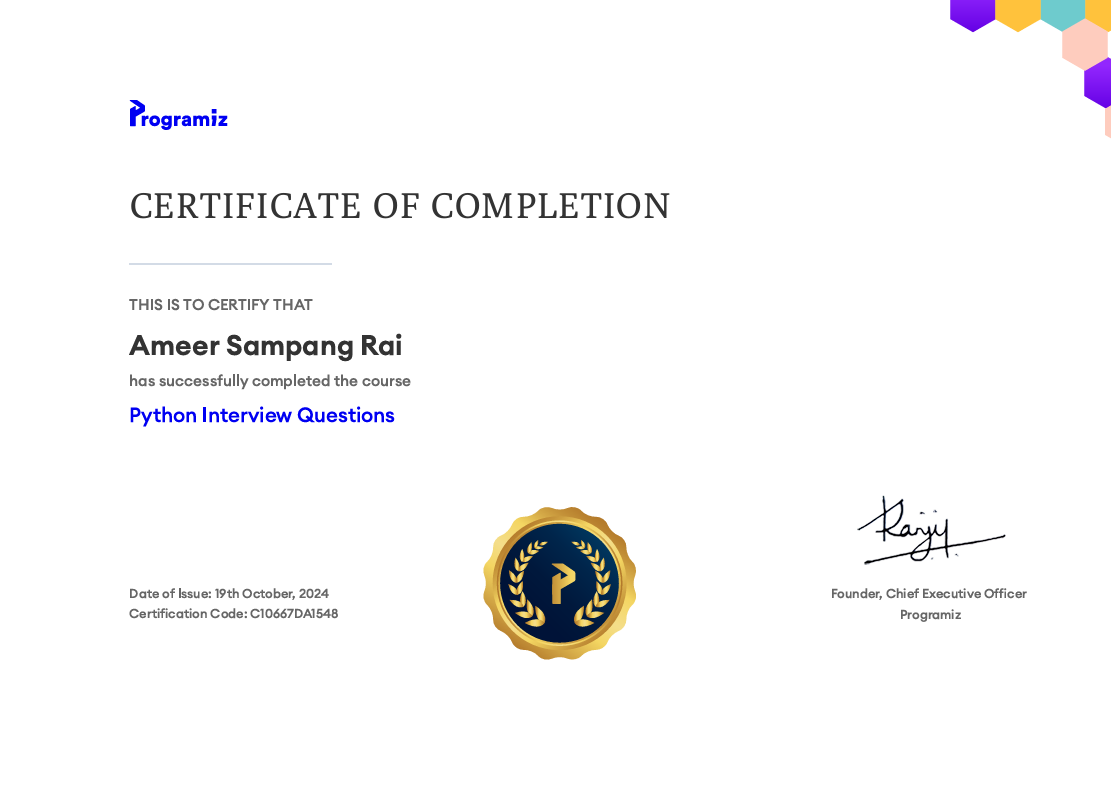 Programiz
CERTIFICATE OF COMPLETION
THIS IS TO CERTIFY THAT
Ameer Sampang Rai
has successfully completed the course
Python Interview Questions
Date of Issue: 19th October, 2024
Certification Code: C10667DA1548
Founder, Chief Executive Officer
Programiz